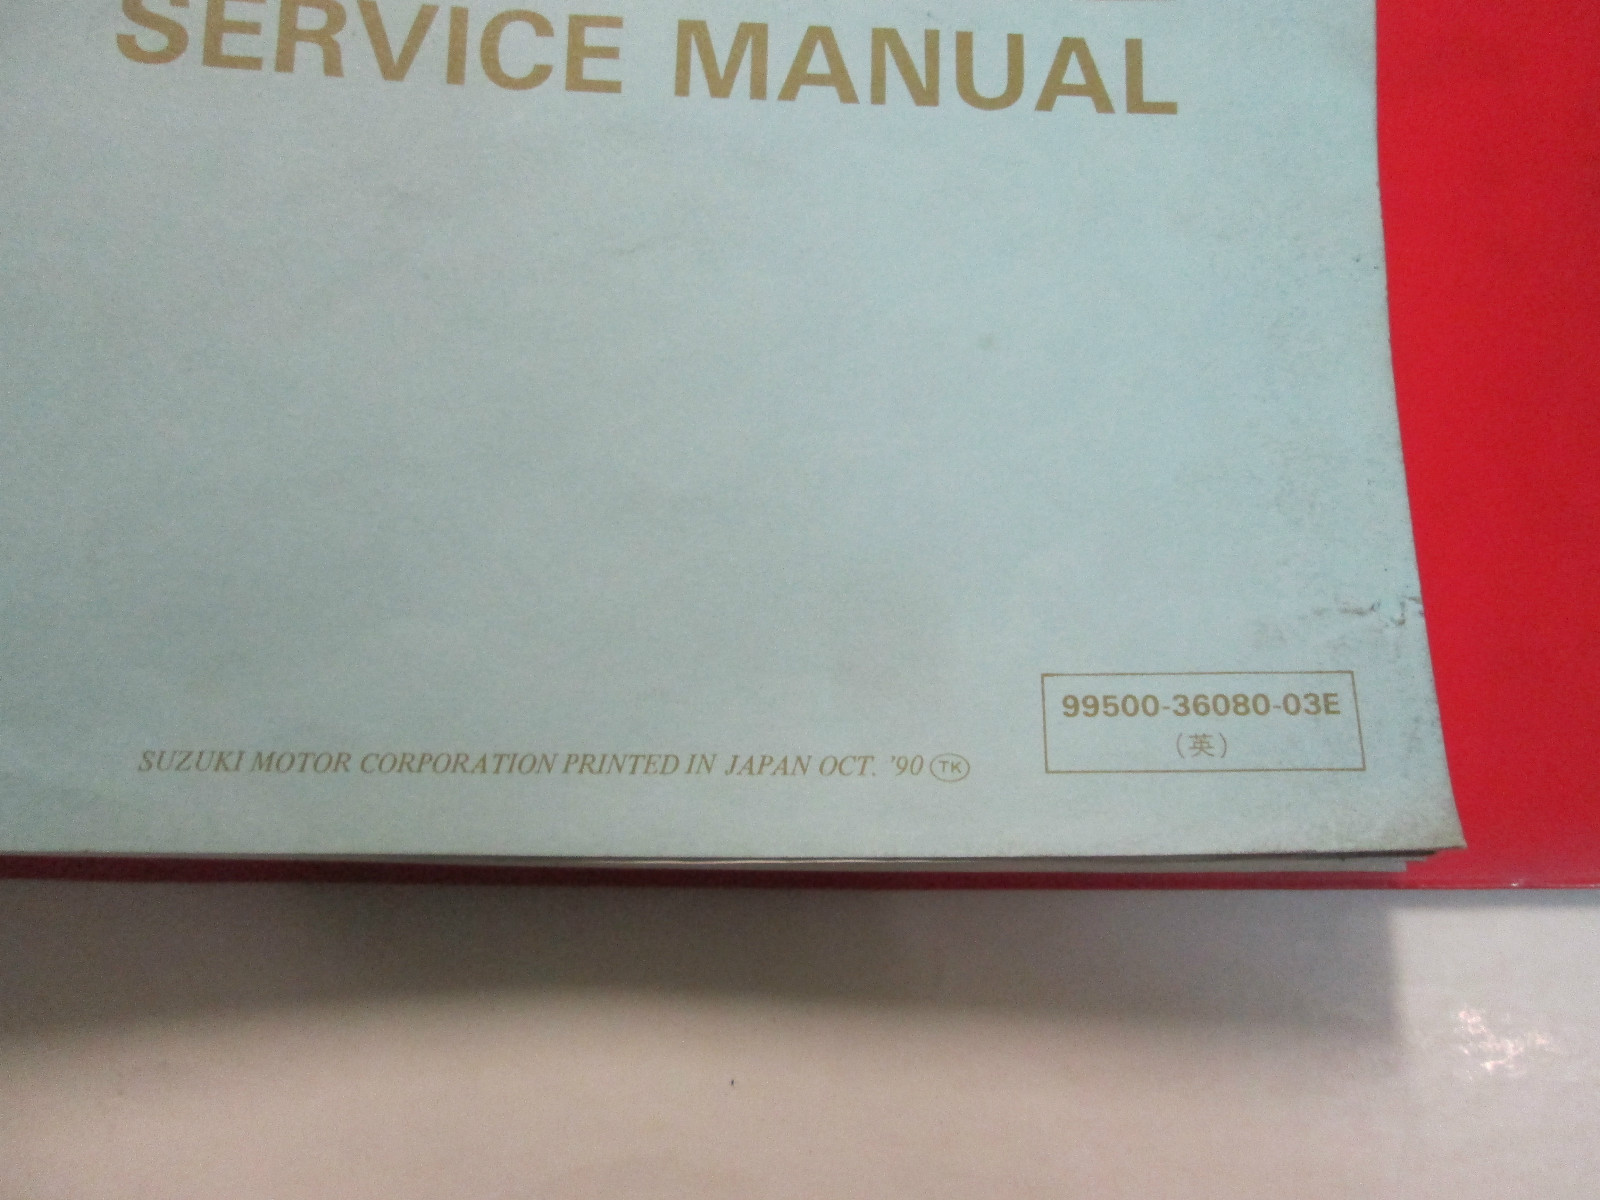 SERVICE MANUAL
99500-36080-03E
(英)
SUZUKI MOTOR CORPORATION PRINTED IN JAPAN OCT. '90 TK